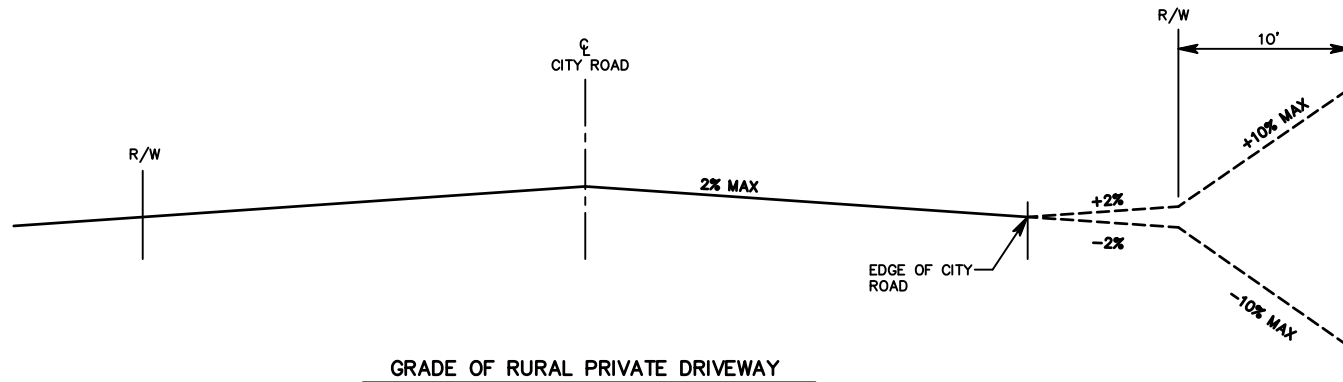 R/W
10'
℄
CITY ROAD
+10% MAX
R/W
2% MAX
+2%
-2%
EDGE OF CITY
ROAD
-10% MAX
GRADE OF RURAL PRIVATE DRIVEWAY